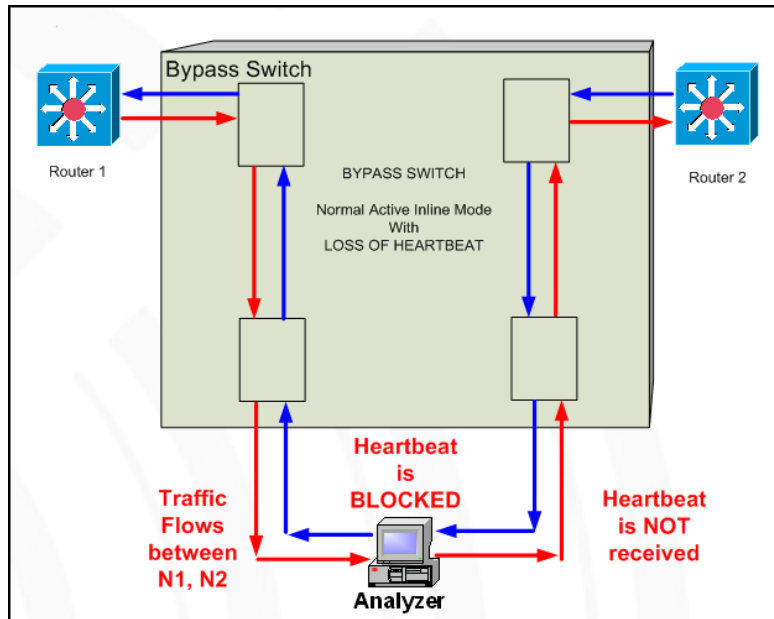 Bypass Switch
Router 1
Router 2
BYPASS SWITCH
Normal Active Inline Mode
With
LOSS OF HEARTBEAT
Heartbeat
is
BLOCKED
Traffic
Flows
between
N1, N2
Heartbeat
is NOT
received
Analyzer